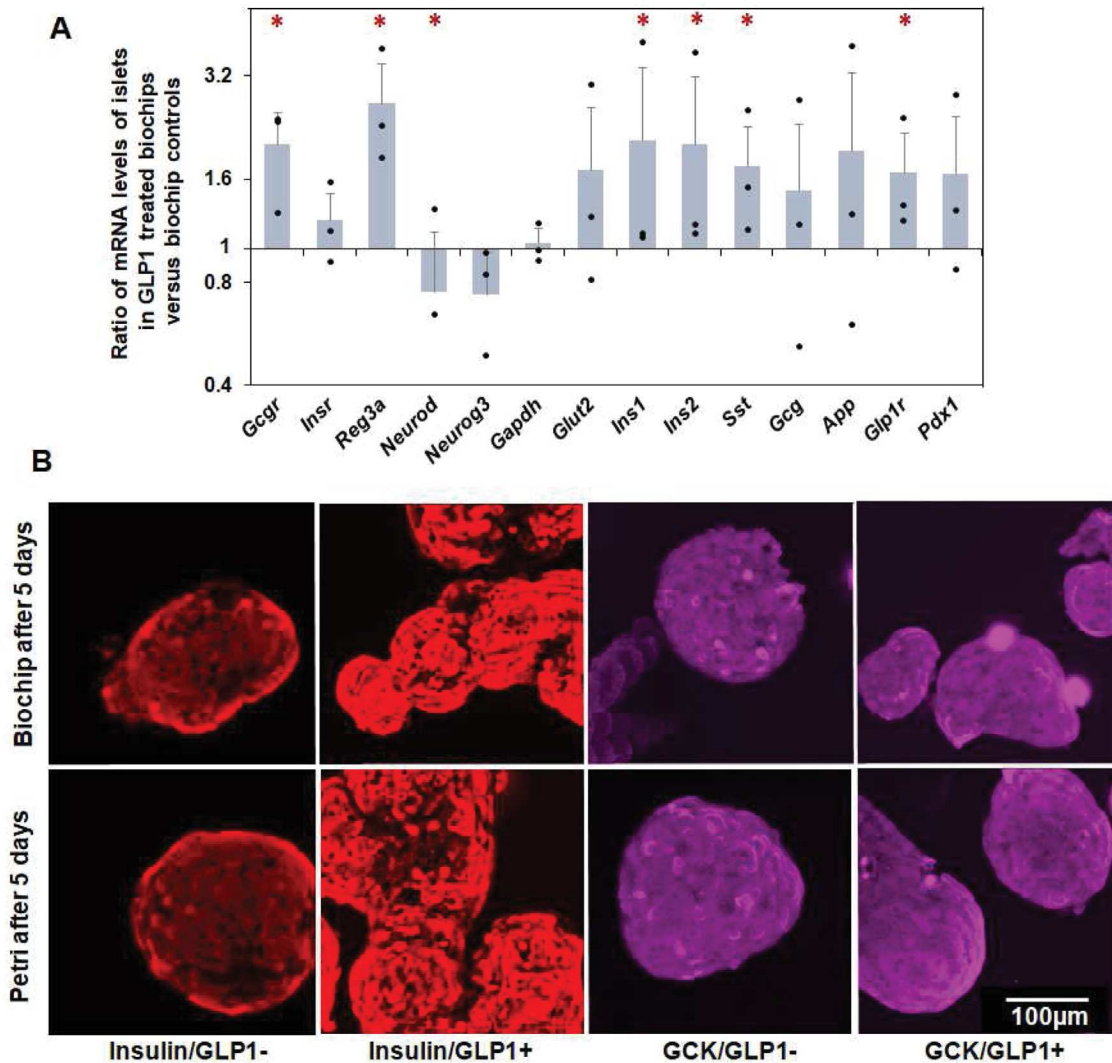 A
* * * * * * *
Ratio of mRNA levels of islets
in GLP1 treated biochips
versus biochip controls
3.2
1.6
1
0.8
0.4
Gcgr
Insr
Reg3a
Neurod
Neurog3
Gapdh
Glut2
Ins1
Ins2
Sst
Gcg
App
Glp1r
Pdx1
B
Biochip after 5 days
Petri after 5 days
100µm
Insulin/GLP1- Insulin/GLP1+ GCK/GLP1- GCK/GLP1+